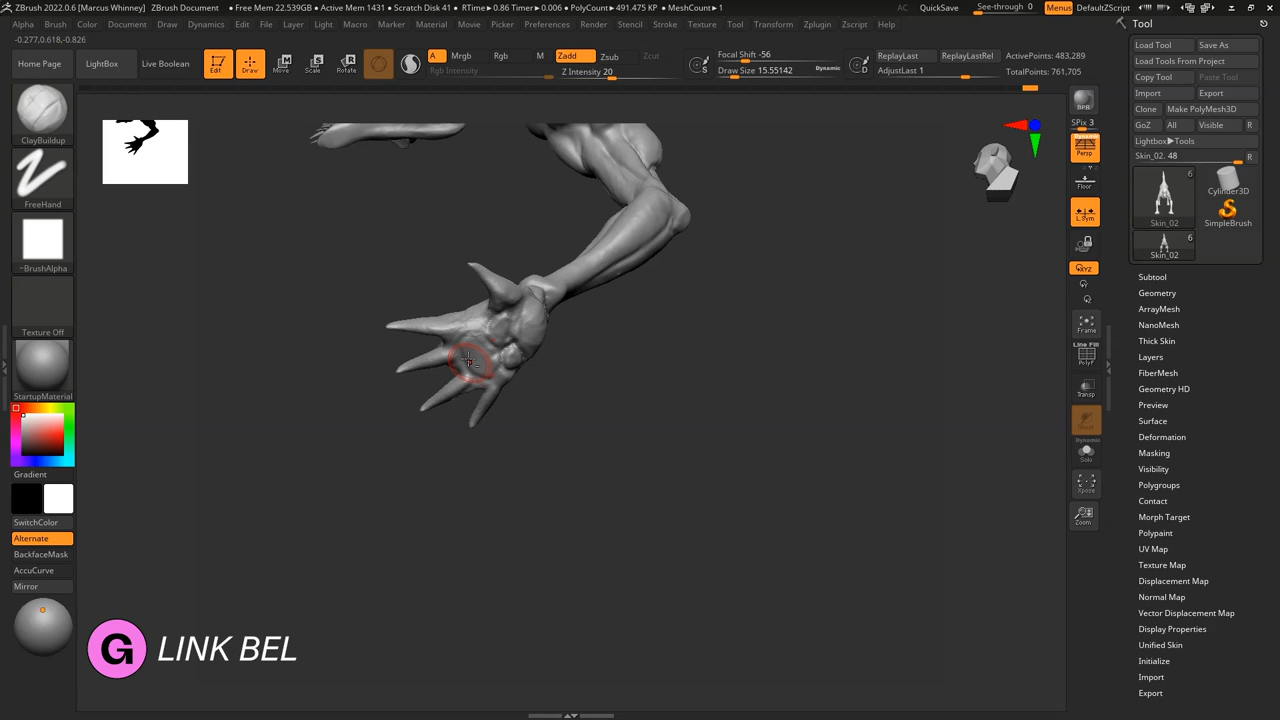 ZBrush 2022.0.6 [Marcus Whinney] ZBrush Document • Free Mem 22.539GB • Active Mem 1431 • Scratch Disk 41 • RTime▶0.86 Timer▶0.006 • PolyCount▶491.475 KP • MeshCount▶1 AC QuickSave See-through 0 Menus DefaultZScript
Alpha Brush Color Document Draw Dynamics Edit File Layer Light Macro Marker Material Movie Picker Preferences Render Stencil Stroke Texture Tool Transform Zplugin Zscript Help
-0.277,0.618,-0.826
Home Page LightBox Live Boolean Edit Draw Move Scale Rotate
A Mrgb Rgb M Zadd Zsub Zcut
Rgb Intensity Z Intensity 20
Focal Shift -56
Draw Size 15.55142 Dynamic
S D
ReplayLast ReplayLastRel
AdjustLast 1
ActivePoints: 483,289
TotalPoints: 761,705
ClayBuildup
FreeHand
~BrushAlpha
Texture Off
StartupMaterial
Gradient
SwitchColor
Alternate
BackfaceMask
AccuCurve
Mirror
G LINK BEL
BPR
SPix 3
Dynamic
Persp
Floor
L.Sym
XYZ
Frame
Line Fill
PolyF
Transp
Ghost
Dynamic
Solo
Xpose
Zoom
Tool
Load Tool Save As
Load Tools From Project
Copy Tool Paste Tool
Import Export
Clone Make PolyMesh3D
GoZ All Visible R
Lightbox▶Tools
Skin_02. 48 R
6
Skin_02
Cylinder3D
SimpleBrush
6
Skin_02
Subtool
Geometry
ArrayMesh
NanoMesh
Thick Skin
Layers
FiberMesh
Geometry HD
Preview
Surface
Deformation
Masking
Visibility
Polygroups
Contact
Morph Target
Polypaint
UV Map
Texture Map
Displacement Map
Normal Map
Vector Displacement Map
Display Properties
Unified Skin
Initialize
Import
Export